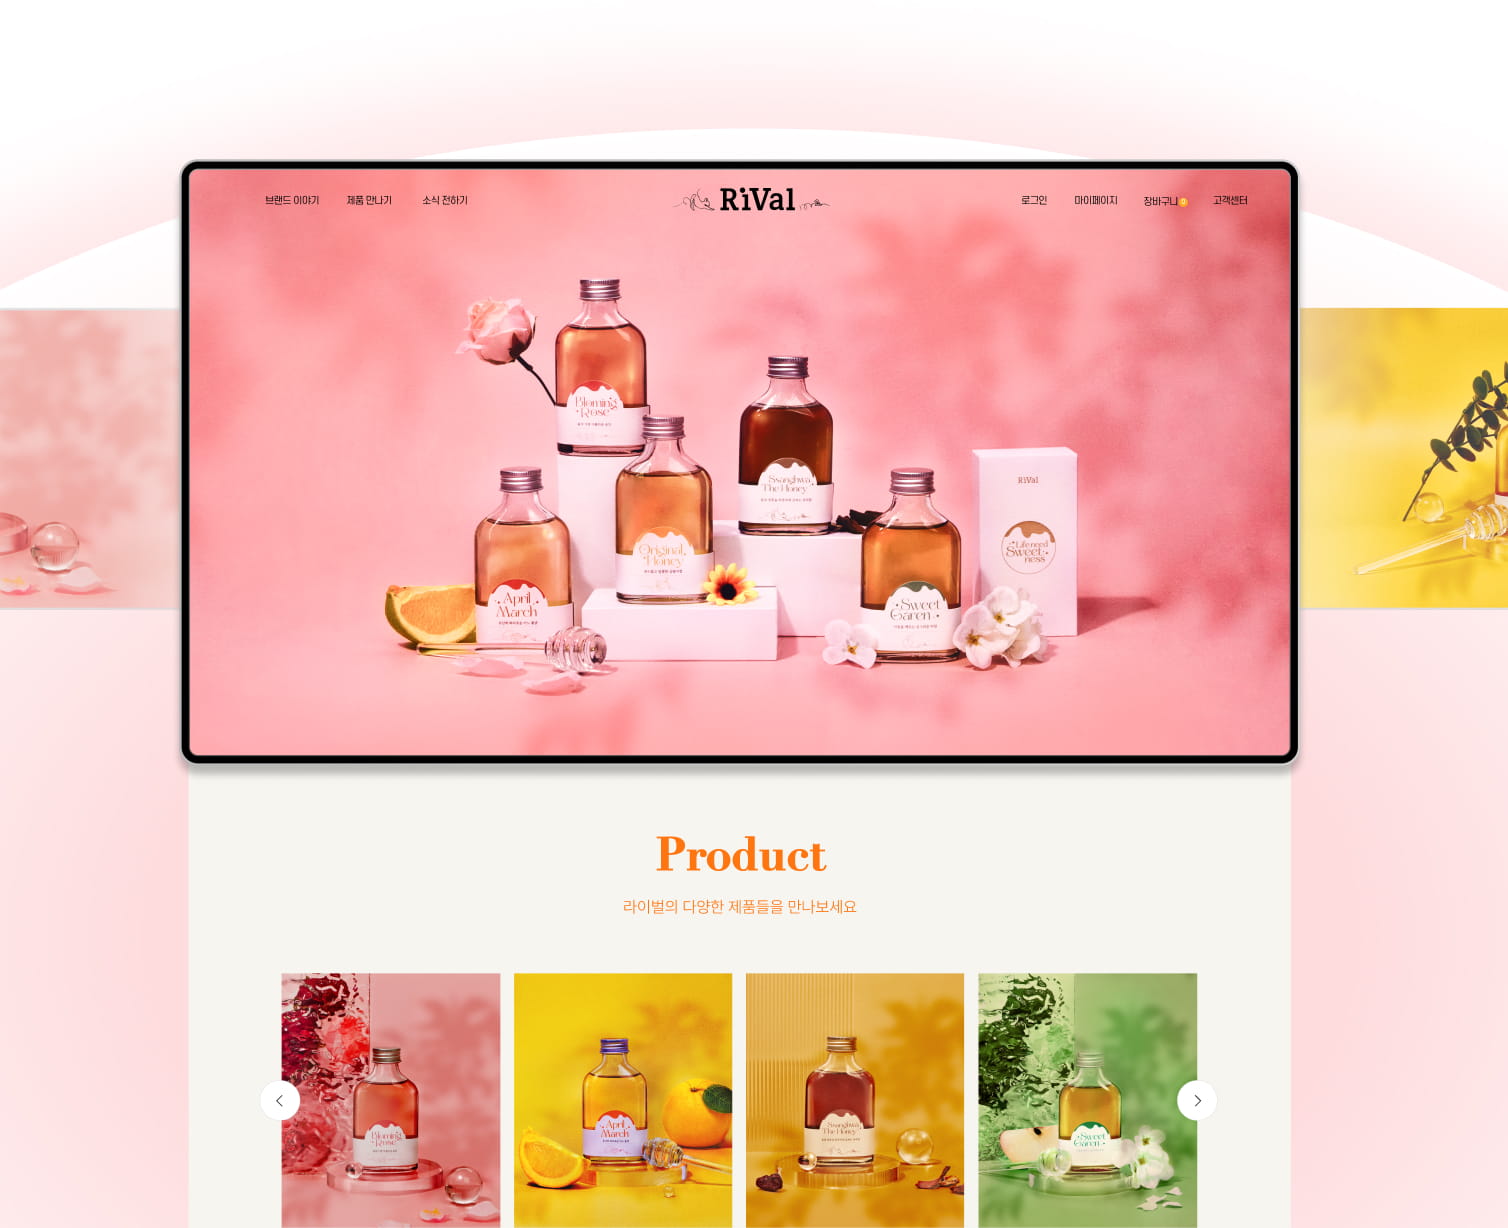 브랜드 이야기 제품 만나기 소식 전하기 RiVal 로그인 마이페이지 장바구니 0 고객센터
Bloming
Rose
Ssanghwa
The Honey
RiVal
Original
Honey
Life need
Sweet
ness
April
March
Sweet
Garen
Product
라이벌의 다양한 제품들을 만나보세요
Bloming
Rose
April
March
Ssanghwa
The Honey
Sweet
Garen